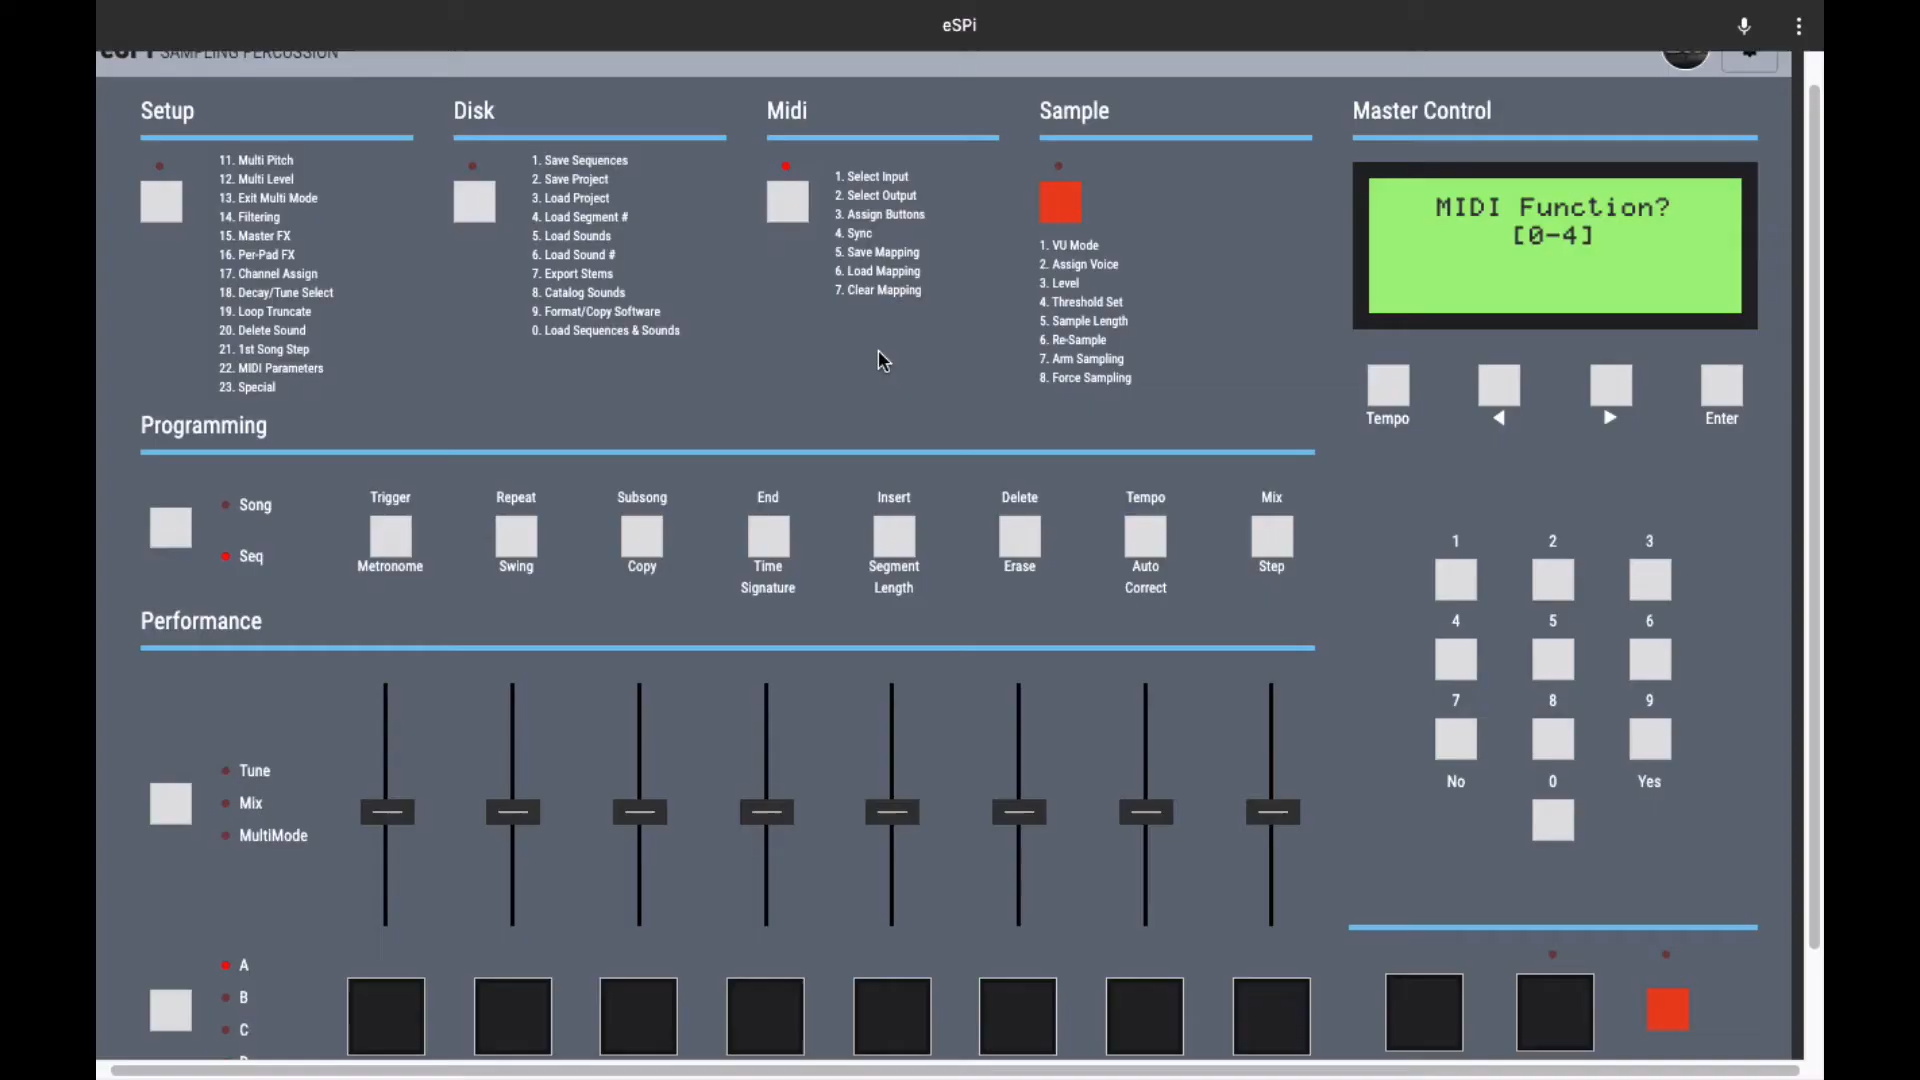 eSPi
eSPi SAMPLING PERCUSSION
Setup
11. Multi Pitch
12. Multi Level
13. Exit Multi Mode
14. Filtering
15. Master FX
16. Per-Pad FX
17. Channel Assign
18. Decay/Tune Select
19. Loop Truncate
20. Delete Sound
21. 1st Song Step
22. MIDI Parameters
23. Special
Disk
1. Save Sequences
2. Save Project
3. Load Project
4. Load Segment #
5. Load Sounds
6. Load Sound #
7. Export Stems
8. Catalog Sounds
9. Format/Copy Software
0. Load Sequences & Sounds
Midi
1. Select Input
2. Select Output
3. Assign Buttons
4. Sync
5. Save Mapping
6. Load Mapping
7. Clear Mapping
Sample
1. VU Mode
2. Assign Voice
3. Level
4. Threshold Set
5. Sample Length
6. Re-Sample
7. Arm Sampling
8. Force Sampling
Master Control
MIDI Function?
[0-4]
Tempo ◀ ▶ Enter
Programming
Song
Seq
Trigger Repeat Subsong End Insert Delete Tempo Mix
Metronome Swing Copy Time Segment Erase Auto Step
Signature Length Correct
1 2 3
4 5 6
7 8 9
No 0 Yes
Performance
Tune
Mix
MultiMode
A
B
C